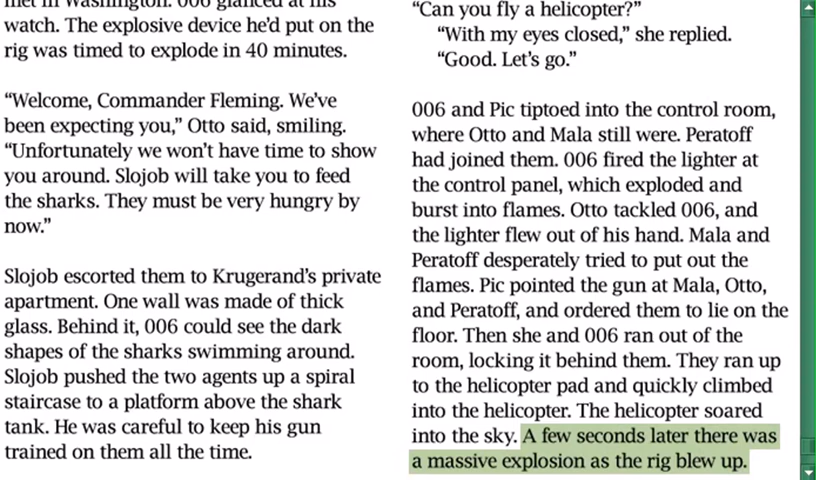 met in Washington. 006 glanced at his
watch. The explosive device he’d put on the
rig was timed to explode in 40 minutes.
“Welcome, Commander Fleming. We’ve
been expecting you,” Otto said, smiling.
“Unfortunately we won’t have time to show
you around. Slojob will take you to feed
the sharks. They must be very hungry by
now.”
Slojob escorted them to Krugerand’s private
apartment. One wall was made of thick
glass. Behind it, 006 could see the dark
shapes of the sharks swimming around.
Slojob pushed the two agents up a spiral
staircase to a platform above the shark
tank. He was careful to keep his gun
trained on them all the time.
“Can you fly a helicopter?”
“With my eyes closed,” she replied.
“Good. Let’s go.”
006 and Pic tiptoed into the control room,
where Otto and Mala still were. Peratoff
had joined them. 006 fired the lighter at
the control panel, which exploded and
burst into flames. Otto tackled 006, and
the lighter flew out of his hand. Mala and
Peratoff desperately tried to put out the
flames. Pic pointed the gun at Mala, Otto,
and Peratoff, and ordered them to lie on the
floor. Then she and 006 ran out of the
room, locking it behind them. They ran up
to the helicopter pad and quickly climbed
into the helicopter. The helicopter soared
into the sky. A few seconds later there was
a massive explosion as the rig blew up.